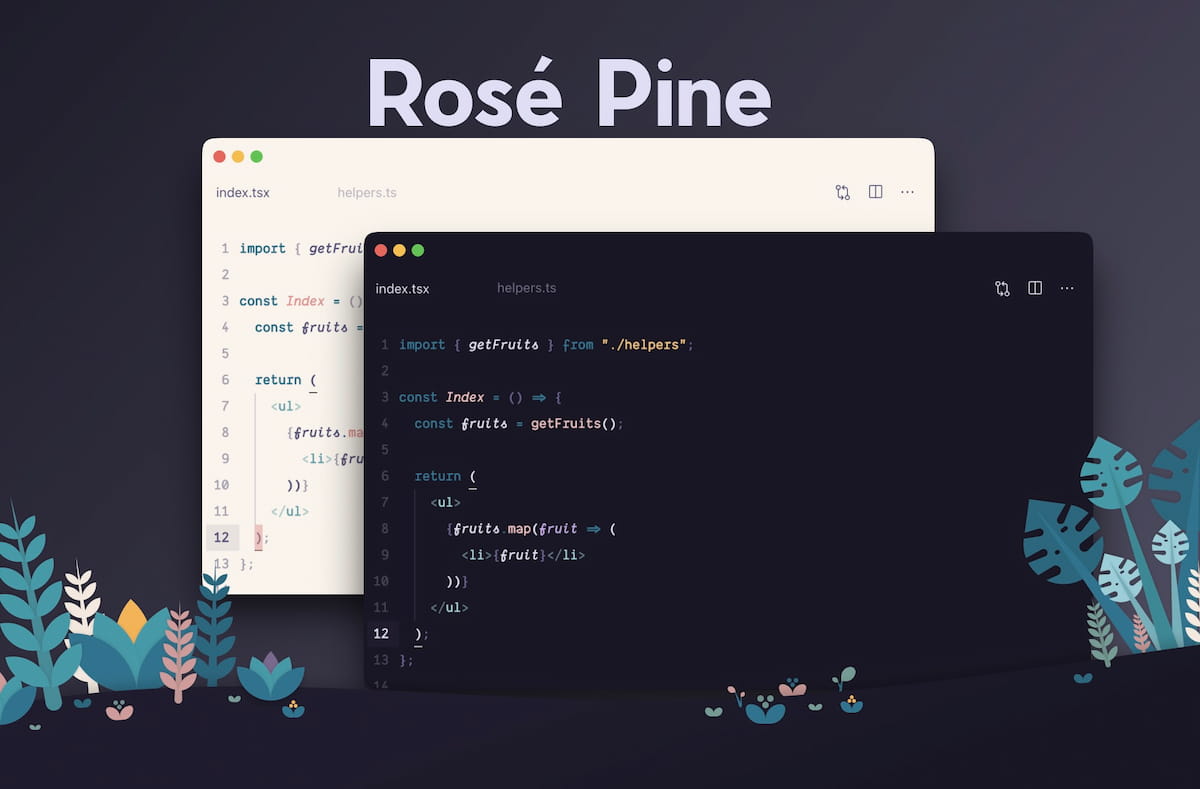 Rosé Pine
index.tsx
helpers.ts
1 import { getFrui
2
3 const Index = ()
4 const fruits =
5
6 return (
7 <ul>
8 {fruits.ma
9 <li>{fru
10 ))}
11 </ul>
12 );
13 };
index.tsx
helpers.ts
1 import { getFruits } from "./helpers";
2
3 const Index = () => {
4 const fruits = getFruits();
5
6 return (
7 <ul>
8 {fruits.map(fruit => (
9 <li>{fruit}</li>
10 ))}
11 </ul>
12 );
13 };
14